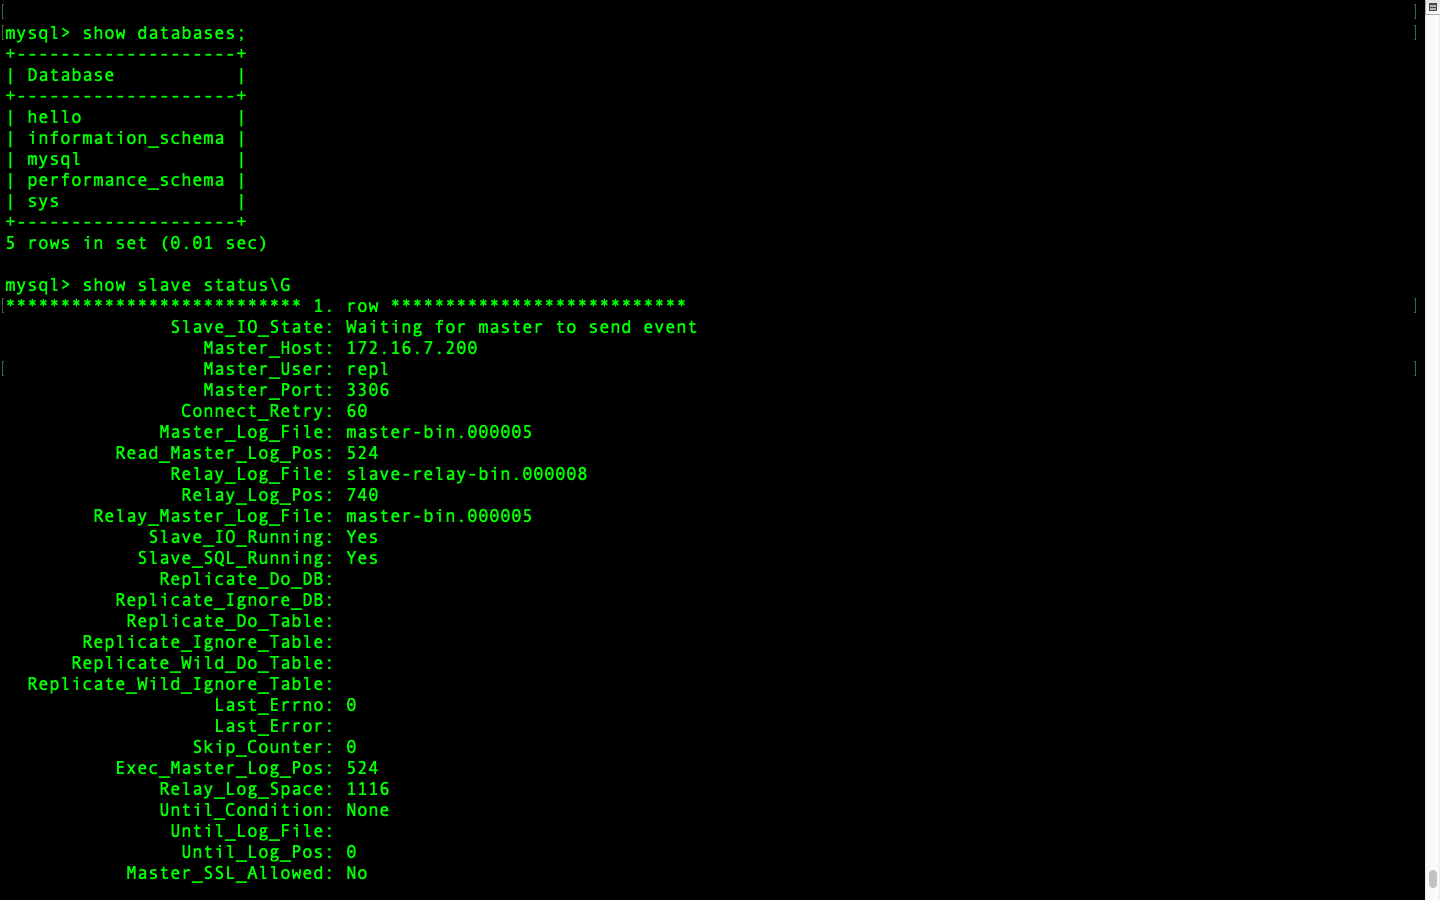 mysql> show databases;
+--------------------+
| Database           |
+--------------------+
| hello              |
| information_schema |
| mysql              |
| performance_schema |
| sys                |
+--------------------+
5 rows in set (0.01 sec)
mysql> show slave status\G
*************************** 1. row ***************************
               Slave_IO_State: Waiting for master to send event
                  Master_Host: 172.16.7.200
                  Master_User: repl
                  Master_Port: 3306
                Connect_Retry: 60
              Master_Log_File: master-bin.000005
          Read_Master_Log_Pos: 524
               Relay_Log_File: slave-relay-bin.000008
                Relay_Log_Pos: 740
        Relay_Master_Log_File: master-bin.000005
             Slave_IO_Running: Yes
            Slave_SQL_Running: Yes
              Replicate_Do_DB:
          Replicate_Ignore_DB:
           Replicate_Do_Table:
       Replicate_Ignore_Table:
      Replicate_Wild_Do_Table:
  Replicate_Wild_Ignore_Table:
                   Last_Errno: 0
                   Last_Error:
                 Skip_Counter: 0
          Exec_Master_Log_Pos: 524
              Relay_Log_Space: 1116
              Until_Condition: None
               Until_Log_File:
                Until_Log_Pos: 0
           Master_SSL_Allowed: No